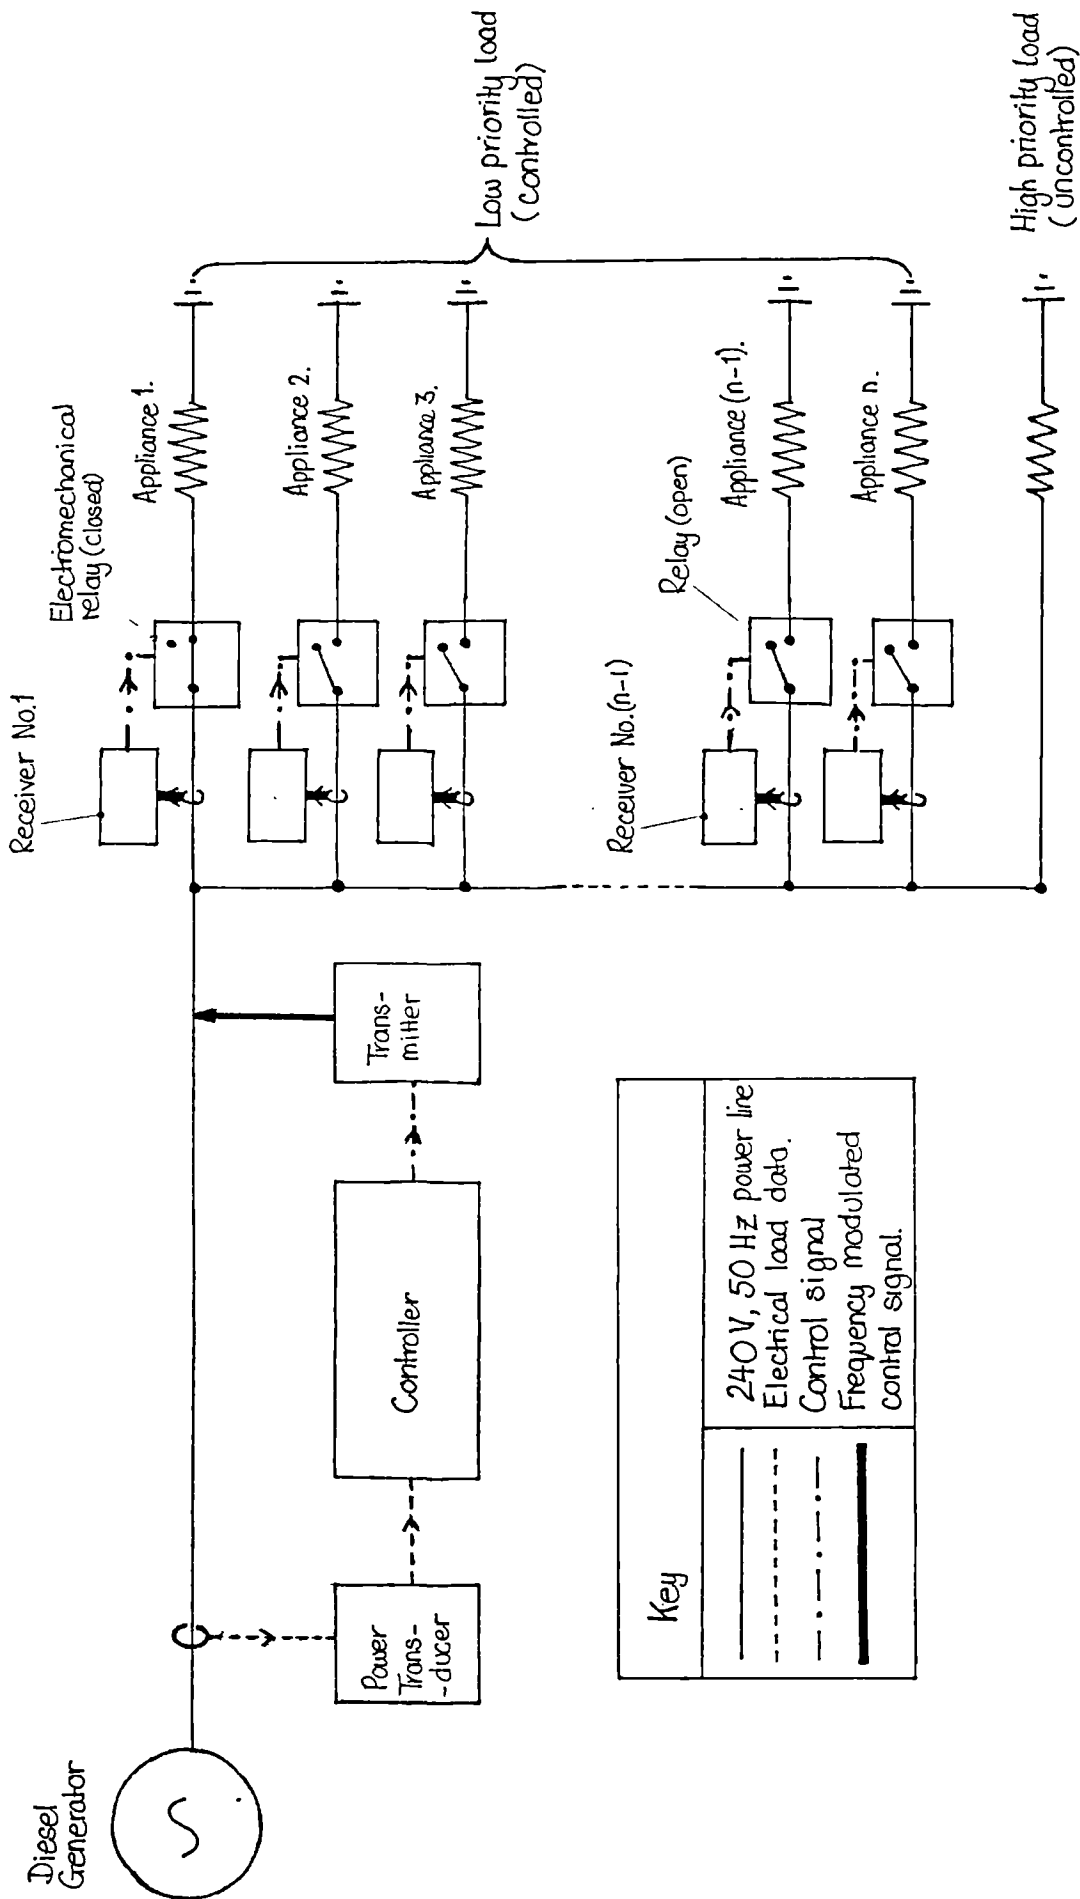 Diesel
Generator
Power
Trans-
-ducer
Controller
Trans-
mitter
Receiver No.1
Electromechanical
relay (closed)
Appliance 1.
Appliance 2.
Appliance 3.
Receiver No.(n-1)
Relay (open)
Appliance (n-1).
Appliance n.
Low priority load
(controlled)
High priority load
(uncontrolled)
Key
240 V, 50 Hz power line
Electrical load data.
Control signal
Frequency modulated
control signal.